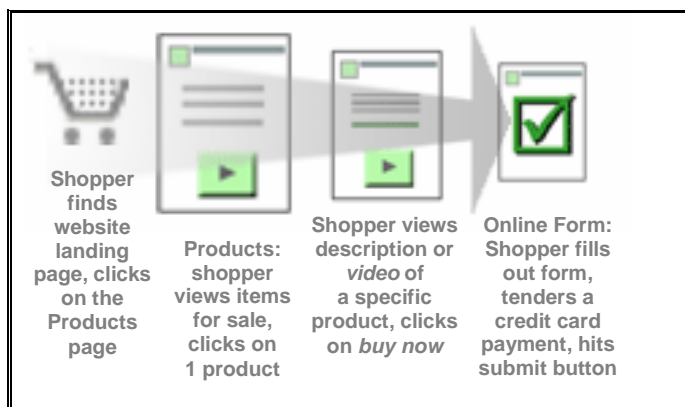 Shopper
finds
website
landing
page, clicks
on the
Products
page
Products:
shopper
views items
for sale,
clicks on
1 product
Shopper views
description or
video of
a specific
product, clicks
on buy now
Online Form:
Shopper fills
out form,
tenders a
credit card
payment, hits
submit button